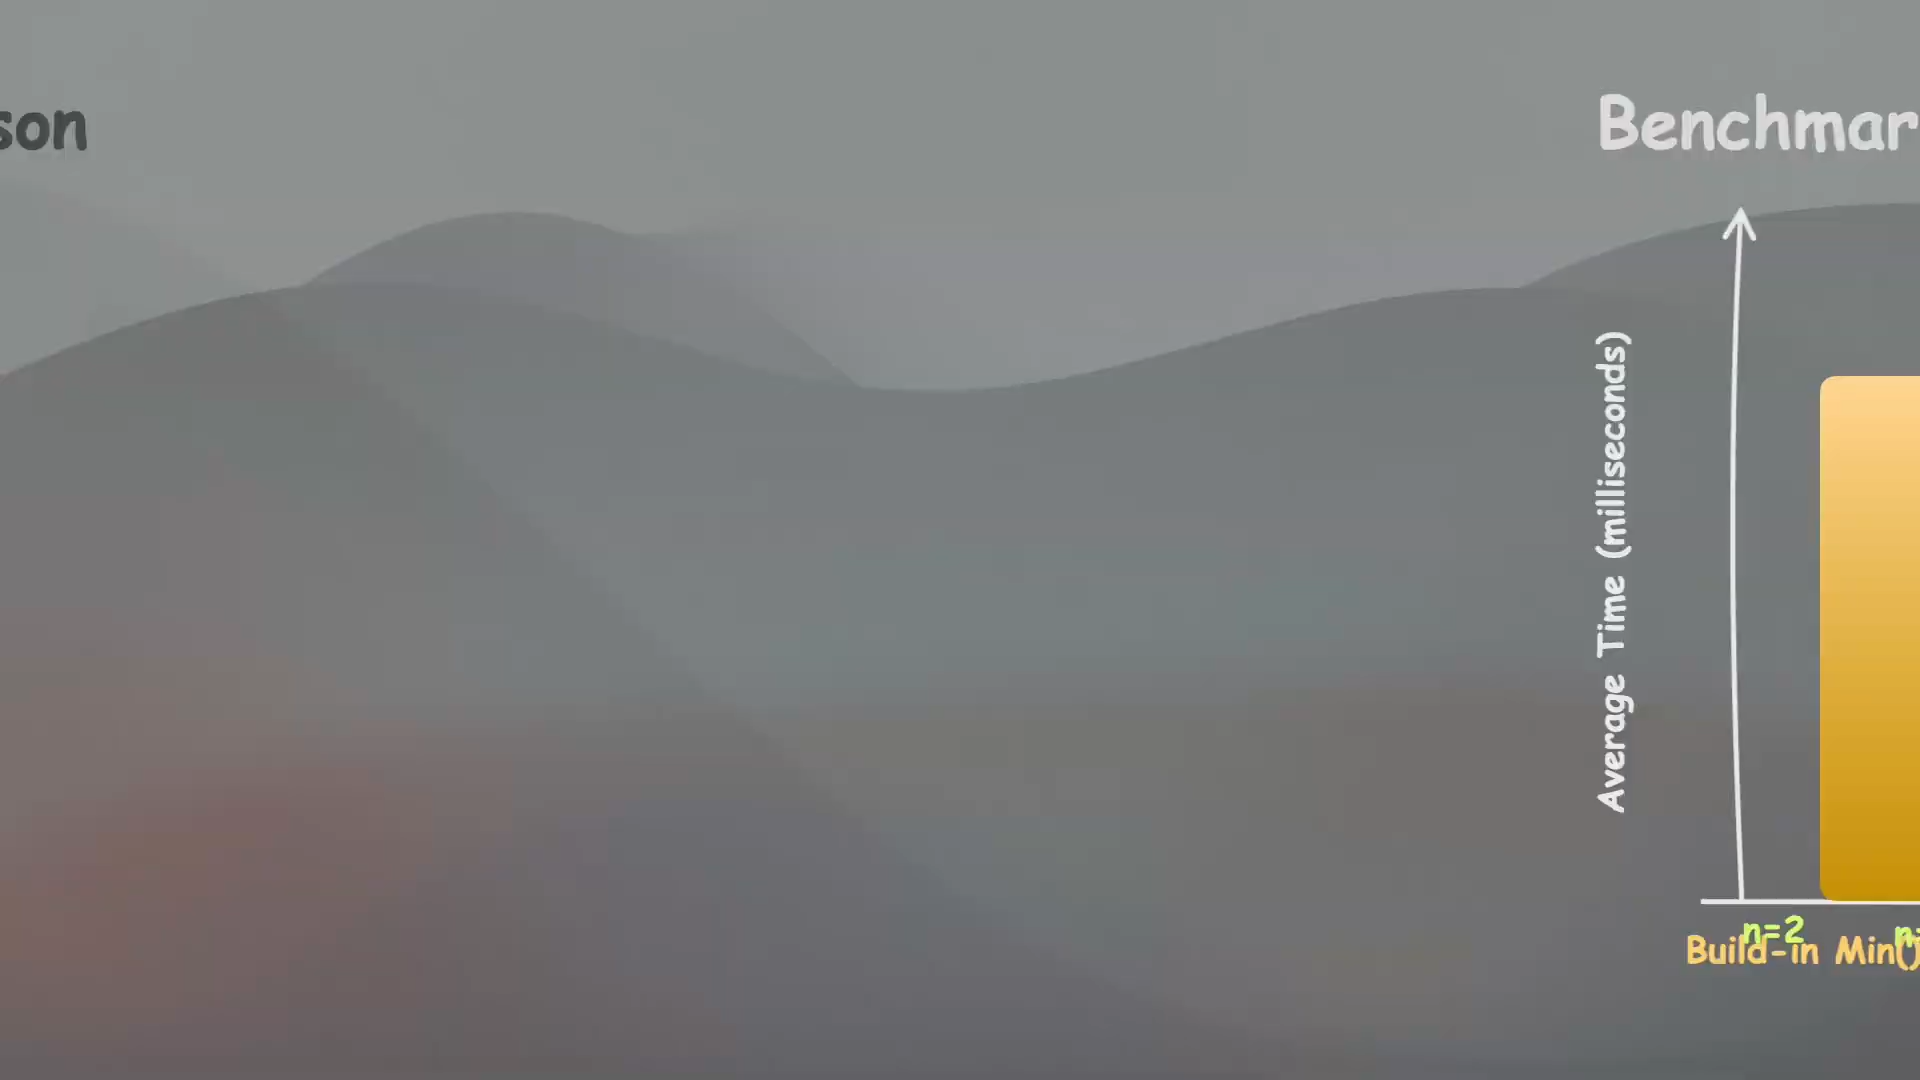 son
Benchmar
Average Time (milliseconds)
n=2
Build-in Min()